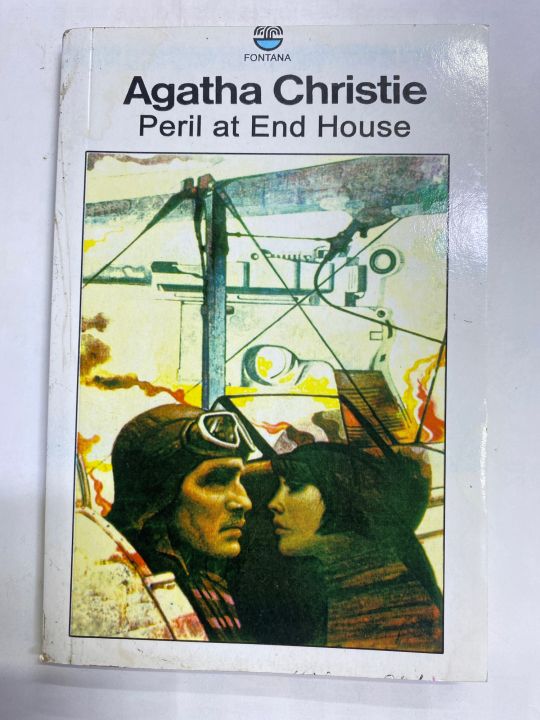 FONTANA
Agatha Christie
Peril at End House